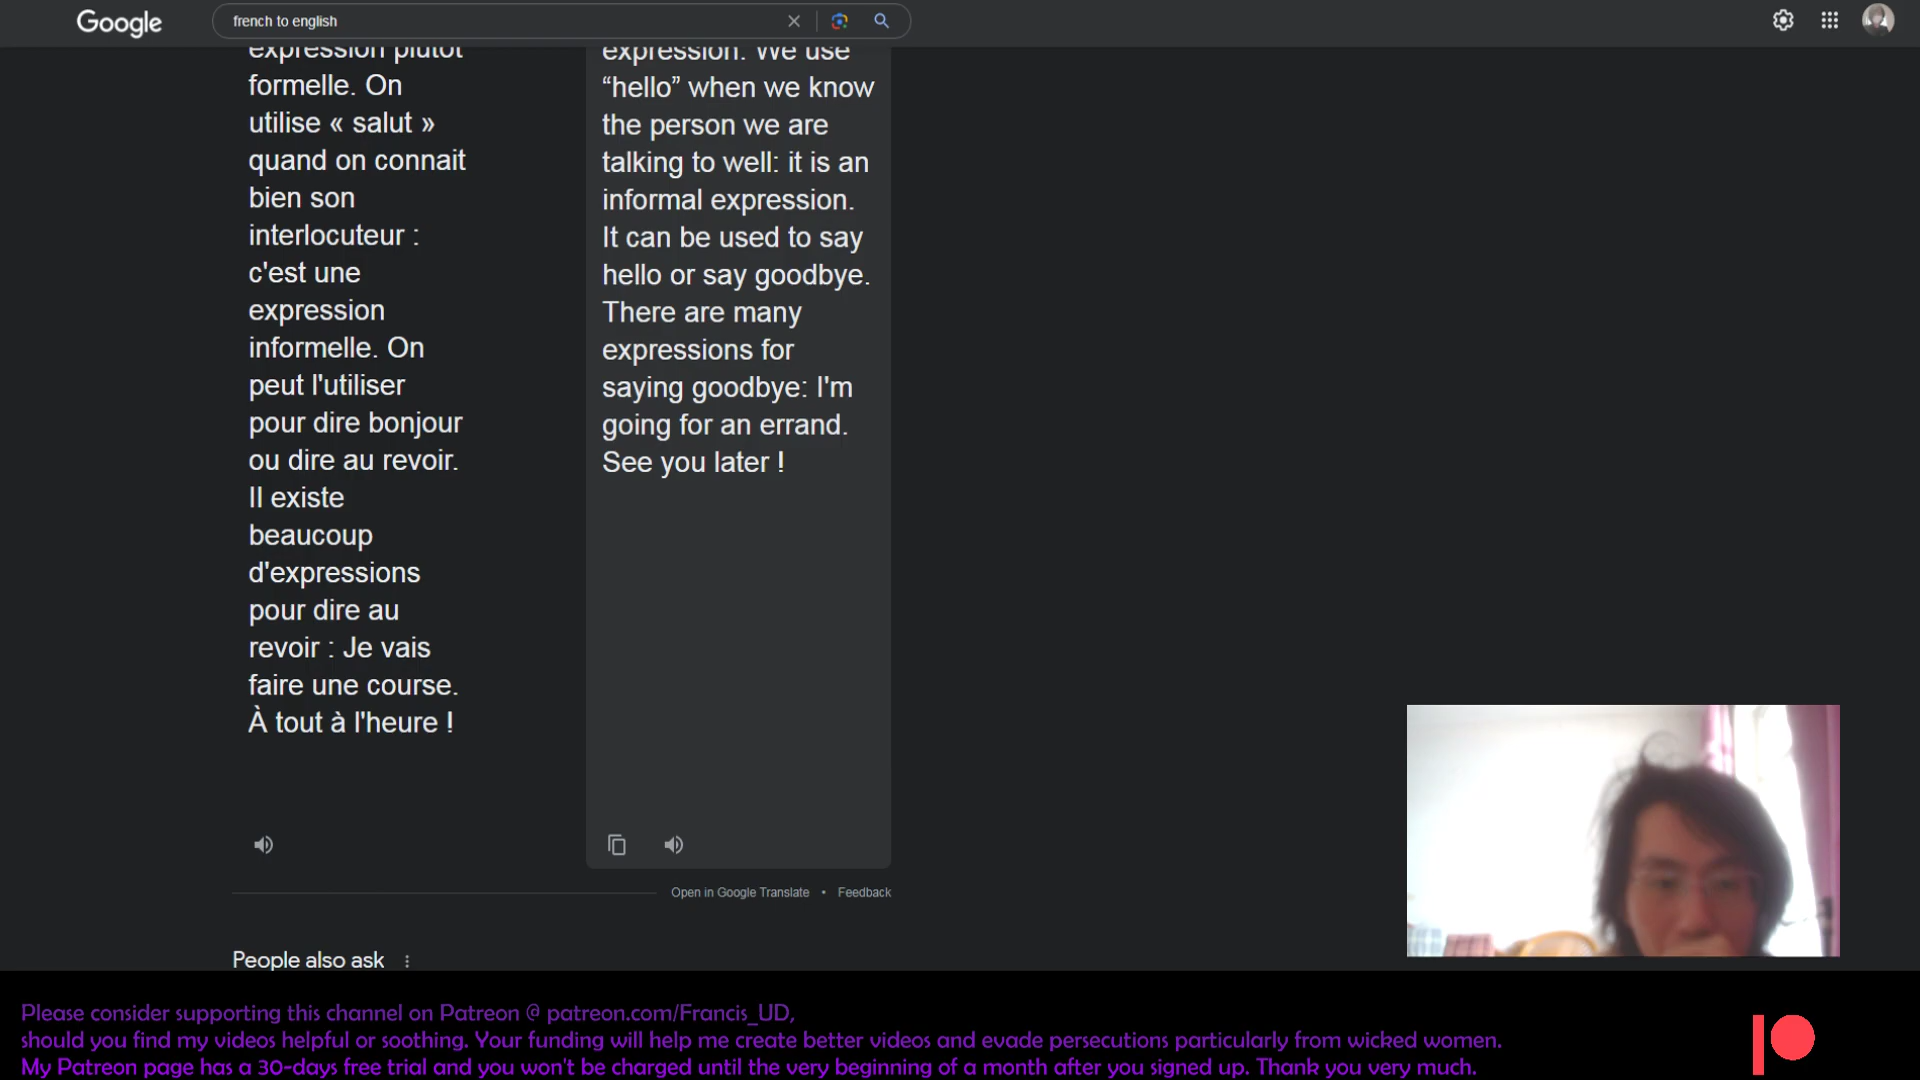 Google
french to english
expression plutôt
formelle. On
utilise « salut »
quand on connait
bien son
interlocuteur :
c'est une
expression
informelle. On
peut l'utiliser
pour dire bonjour
ou dire au revoir.
Il existe
beaucoup
d'expressions
pour dire au
revoir : Je vais
faire une course.
À tout à l'heure !
expression. We use
“hello” when we know
the person we are
talking to well: it is an
informal expression.
It can be used to say
hello or say goodbye.
There are many
expressions for
saying goodbye: I'm
going for an errand.
See you later !
Open in Google Translate • Feedback
People also ask
Please consider supporting this channel on Patreon @ patreon.com/Francis_UD,
should you find my videos helpful or soothing. Your funding will help me create better videos and evade persecutions particularly from wicked women.
My Patreon page has a 30-days free trial and you won't be charged until the very beginning of a month after you signed up. Thank you very much.